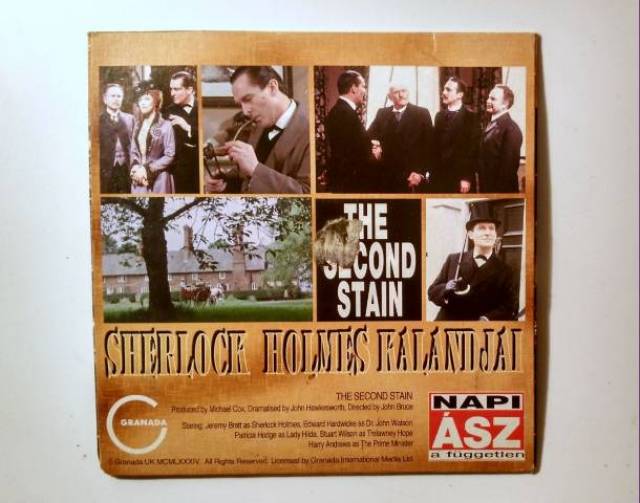 THE
SECOND
STAIN
SHERLOCK HOLMES KALANDJAI
THE SECOND STAIN
Produced by Michael Cox, Dramatised by John Hawkesworth, Directed by John Bruce
Staring; Jeremy Brett as Sherlock Holmes, Edward Hardwicke as Dr. John Watson
Patricia Hodge as Lady Hilda, Stuart Wilson as Trelawney Hope
Harry Andrews as The Prime Minister
© Granada UK MCMLXXXIV. All Rights Reserved. Licensed by Granada International Media Ltd.
GRANADA
NAPI
ÁSZ
a független